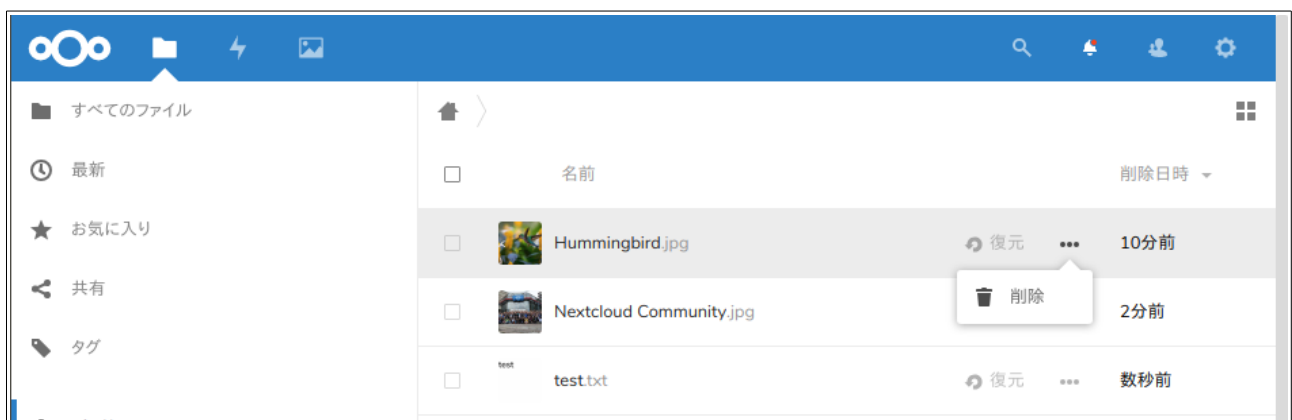 すべてのファイル
最新
名前
削除日時
お気に入り
Hummingbird.jpg
復元
10分前
共有
削除
Nextcloud Community.jpg
2分前
タグ
test
test.txt
復元
数秒前